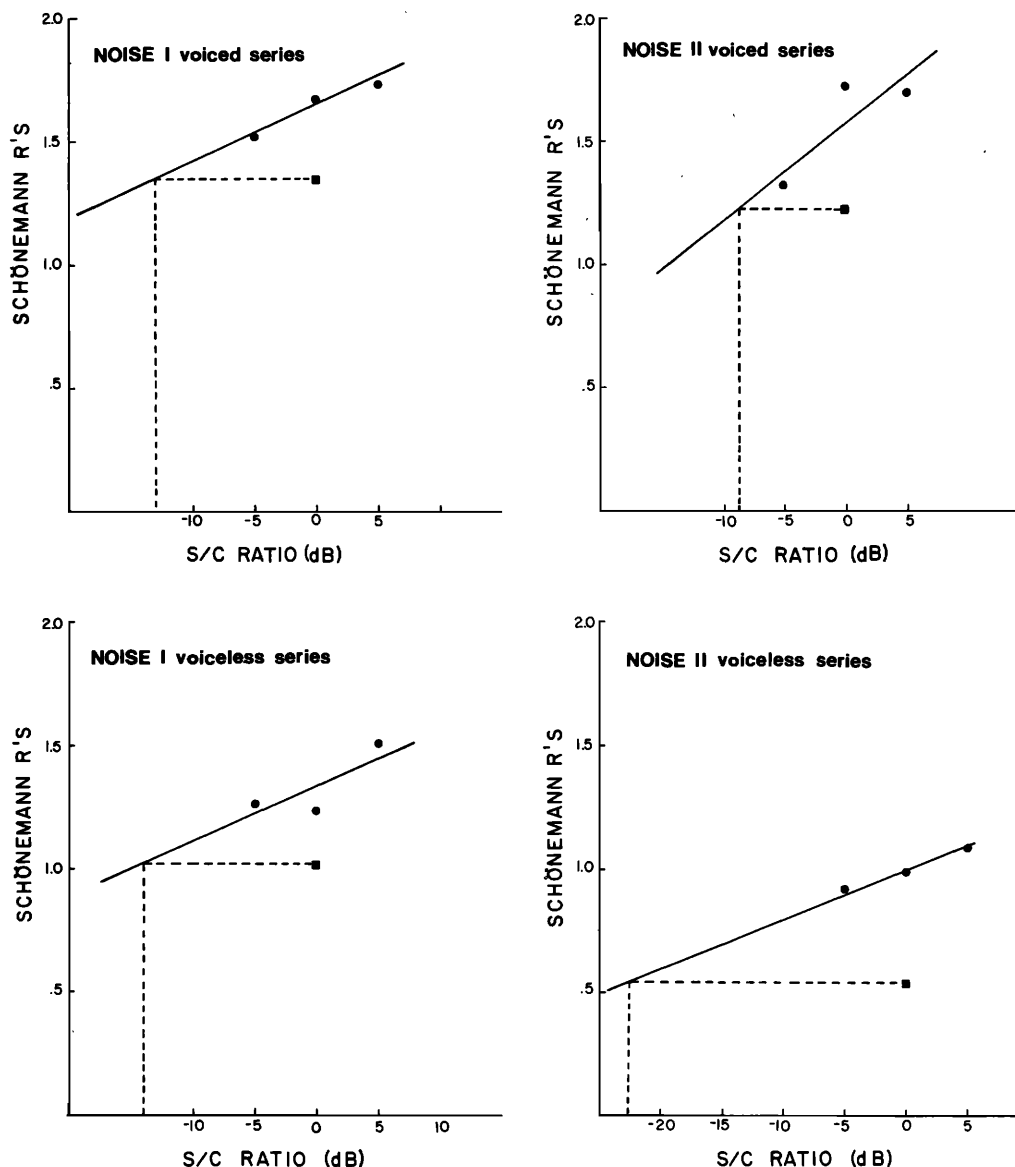 NOISE I voiced series
SCHÖNEMANN R'S
2.0
1.5
1.0
.5
-10 -5 0 5
S/C RATIO (dB)
NOISE II voiced series
SCHÖNEMANN R'S
2.0
1.5
1.0
.5
-10 -5 0 5
S/C RATIO (dB)
NOISE I voiceless series
SCHÖNEMANN R'S
2.0
1.5
1.0
.5
-10 -5 0 5 10
S/C RATIO (dB)
NOISE II voiceless series
SCHÖNEMANN R'S
2.0
1.5
1.0
.5
-20 -10 -5 0 5
S/C RATIO (dB)